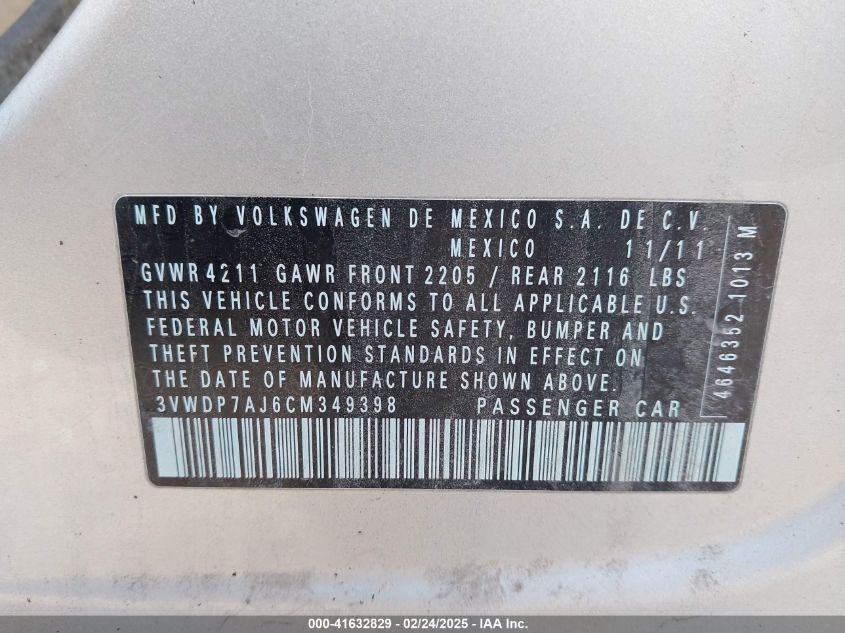 MFD BY VOLKSWAGEN DE MEXICO S.A. DE C.V.
MEXICO 11/11
GVWR 4211 GAWR FRONT 2205 / REAR 2116 LBS
THIS VEHICLE CONFORMS TO ALL APPLICABLE U.S.
FEDERAL MOTOR VEHICLE SAFETY, BUMPER AND
THEFT PREVENTION STANDARDS IN EFFECT ON
THE DATE OF MANUFACTURE SHOWN ABOVE.
3VWDP7AJ6CM349398 PASSENGER CAR
4646352 1013 M
000-41632829 - 02/24/2025 - IAA Inc.